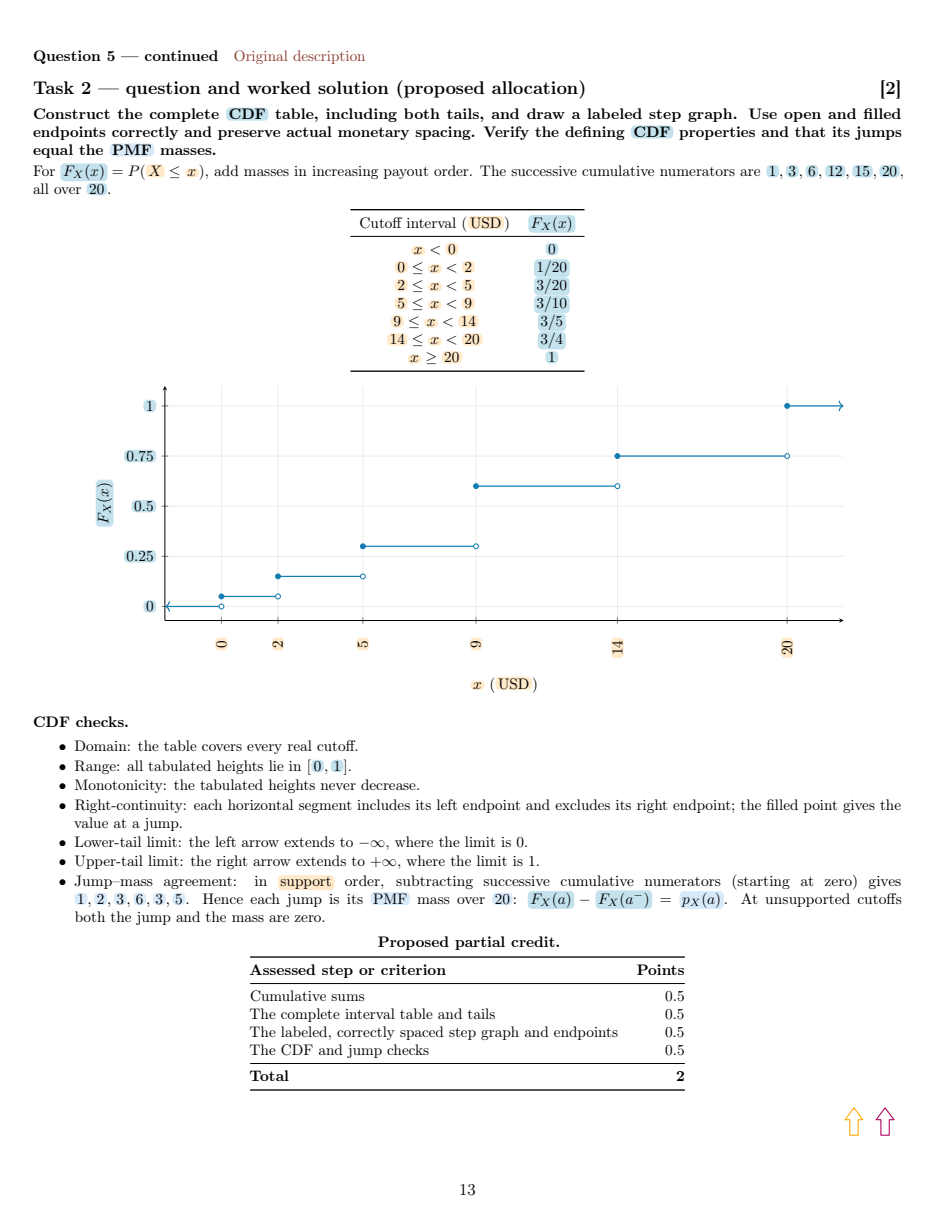 Question 5 — continued Original description
Task 2 — question and worked solution (proposed allocation) [2]
Construct the complete CDF table, including both tails, and draw a labeled step graph. Use open and filled
endpoints correctly and preserve actual monetary spacing. Verify the defining CDF properties and that its jumps
equal the PMF masses.
For F_X(x) = P(X ≤ x), add masses in increasing payout order. The successive cumulative numerators are 1, 3, 6, 12, 15, 20,
all over 20.
Cutoff interval (USD) F_X(x)
x < 0 0
0 ≤ x < 2 1/20
2 ≤ x < 5 3/20
5 ≤ x < 9 3/10
9 ≤ x < 14 3/5
14 ≤ x < 20 3/4
x ≥ 20 1
1
0.75
0.5
0.25
0
F_X(x)
0 2 5 9 14 20
x (USD)
CDF checks.
• Domain: the table covers every real cutoff.
• Range: all tabulated heights lie in [0, 1].
• Monotonicity: the tabulated heights never decrease.
• Right-continuity: each horizontal segment includes its left endpoint and excludes its right endpoint; the filled point gives the
value at a jump.
• Lower-tail limit: the left arrow extends to −∞, where the limit is 0.
• Upper-tail limit: the right arrow extends to +∞, where the limit is 1.
• Jump–mass agreement: in support order, subtracting successive cumulative numerators (starting at zero) gives
1, 2, 3, 6, 3, 5. Hence each jump is its PMF mass over 20: F_X(a) − F_X(a⁻) = p_X(a). At unsupported cutoffs
both the jump and the mass are zero.
Proposed partial credit.
Assessed step or criterion Points
Cumulative sums 0.5
The complete interval table and tails 0.5
The labeled, correctly spaced step graph and endpoints 0.5
The CDF and jump checks 0.5
Total 2
13